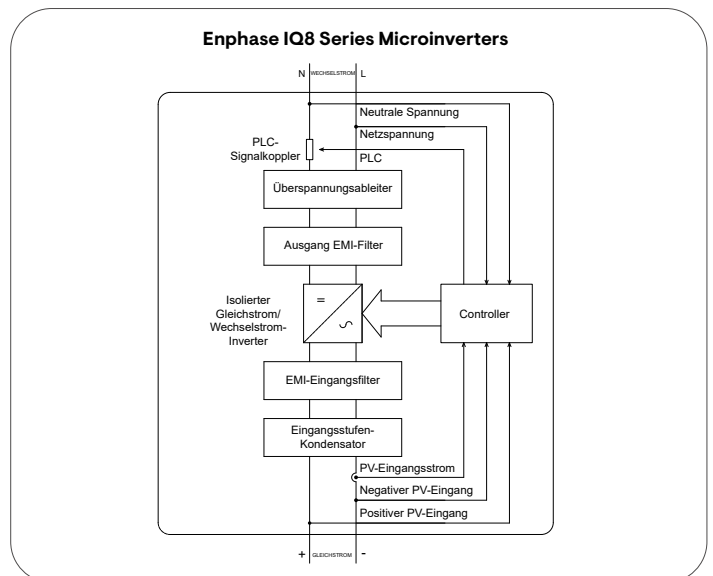 Enphase IQ8 Series Microinverters
N WECHSELSTROM L
Neutrale Spannung
Netzspannung
PLC-
Signalkoppler
PLC
Überspannungsableiter
Ausgang EMI-Filter
Isolierter
Gleichstrom/
Wechselstrom-
Inverter
Controller
EMI-Eingangsfilter
Eingangsstufen-
Kondensator
PV-Eingangsstrom
Negativer PV-Eingang
Positiver PV-Eingang
+ GLEICHSTROM -